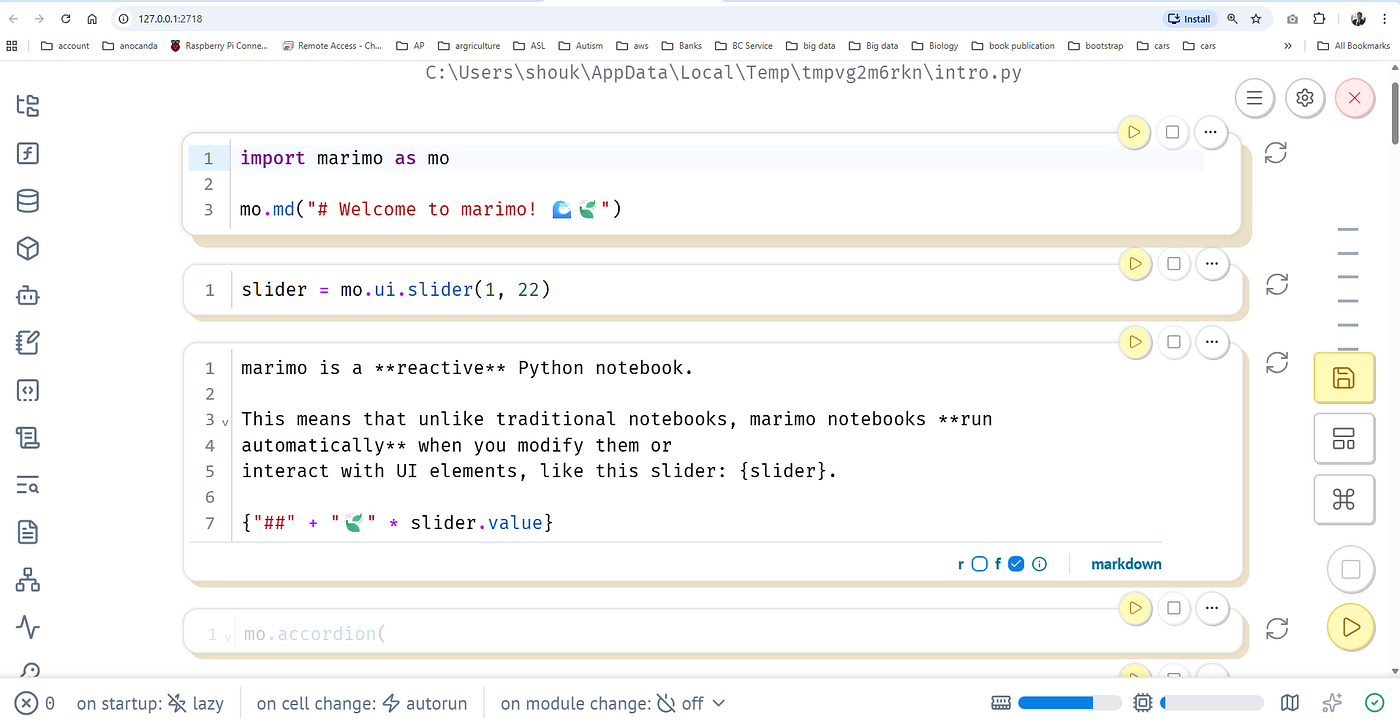 127.0.0.1:2718
Install
account anocanda Raspberry Pi Conne... Remote Access - Ch... AP argriculture ASL Autism aws Banks BC Service big data Big data Biology book publication bootstrap cars cars » All Bookmarks
C:\Users\shouk\AppData\Local\Temp\tmpvg2m6rkn\intro.py
1 import marimo as mo
2
3 mo.md("# Welcome to marimo! 🌊🍃")
1 slider = mo.ui.slider(1, 22)
1 marimo is a **reactive** Python notebook.
2
3 This means that unlike traditional notebooks, marimo notebooks **run
4 automatically** when you modify them or
5 interact with UI elements, like this slider: {slider}.
6
7 {"##" + "🍃" * slider.value}
r f markdown
1 mo.accordion(
0 on startup: lazy on cell change: autorun on module change: off